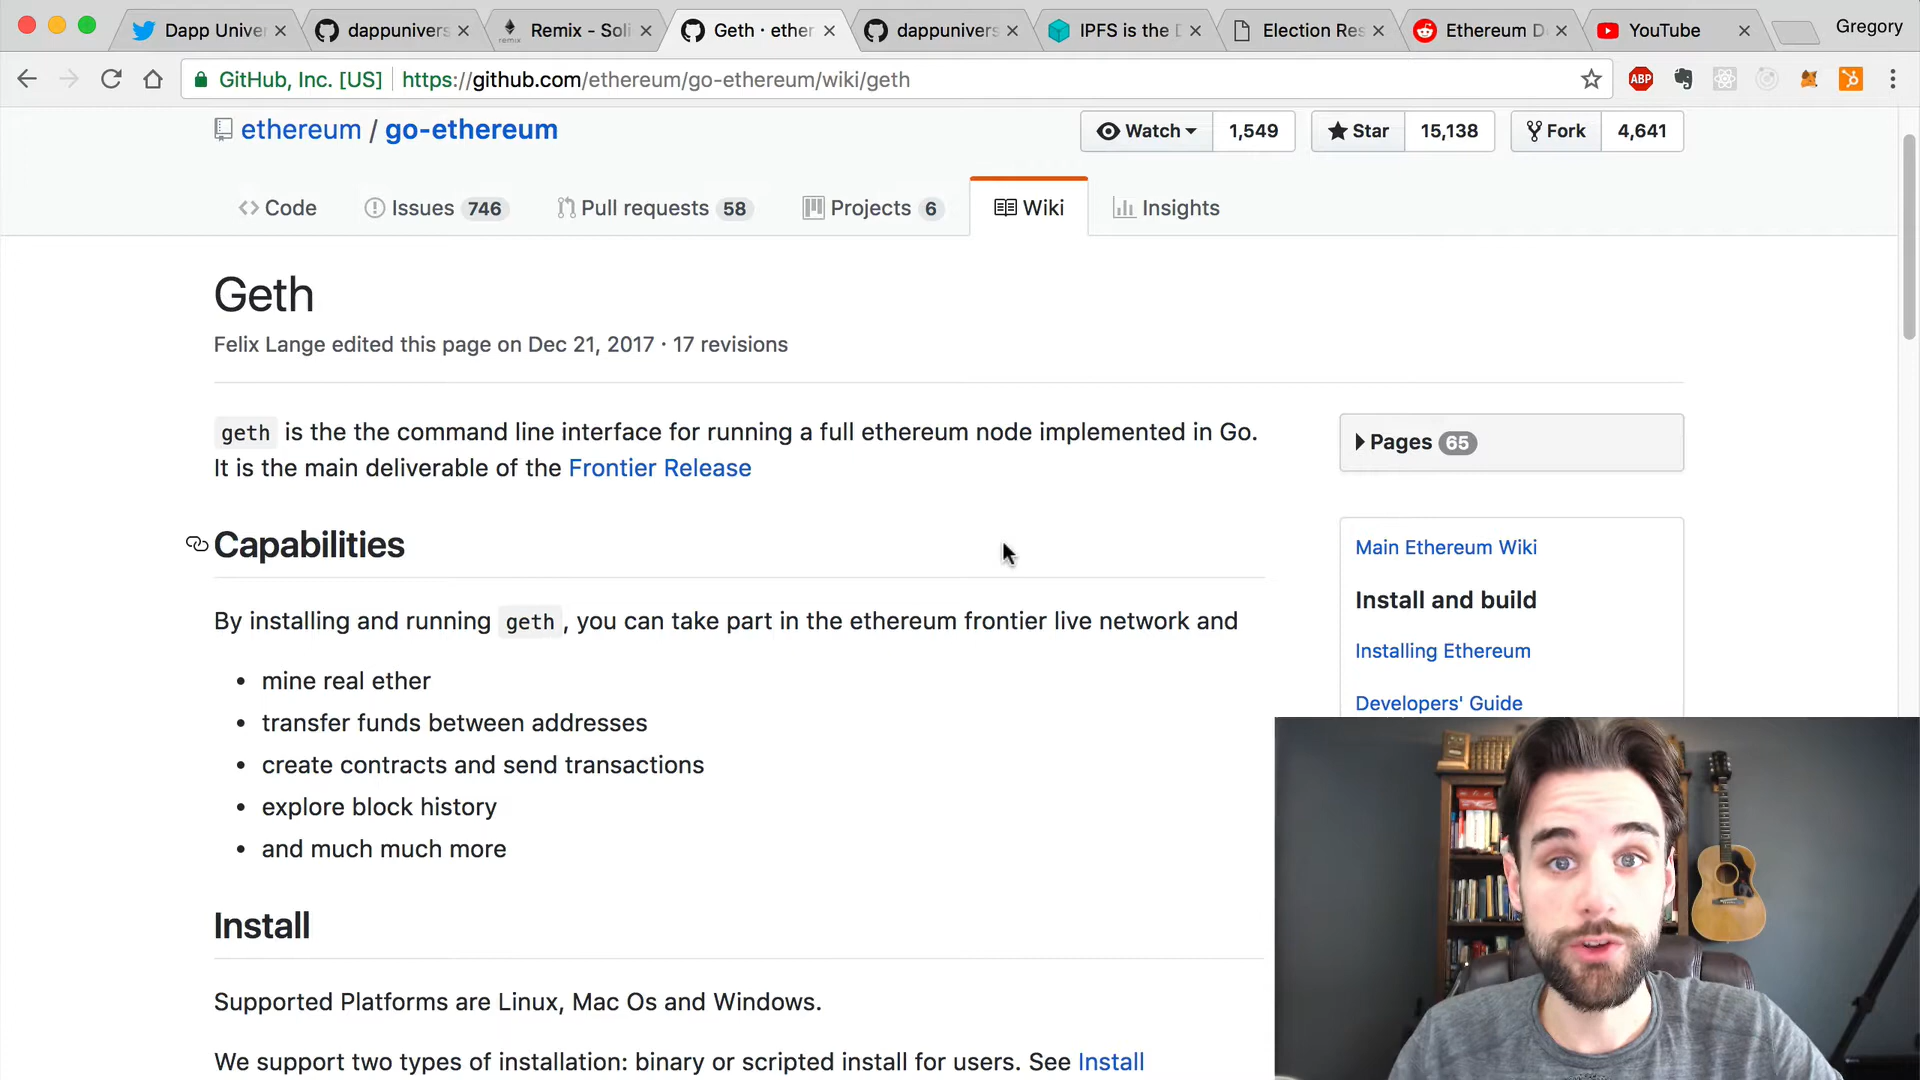 Dapp Univer
dappunivers
Remix - Soli
Geth · ether
dappunivers
IPFS is the D
Election Res
Ethereum D
YouTube
Gregory
GitHub, Inc. [US]
https://github.com/ethereum/go-ethereum/wiki/geth
ABP
ethereum / go-ethereum
Watch 1,549
Star 15,138
Fork 4,641
Code
Issues 746
Pull requests 58
Projects 6
Wiki
Insights
Geth
Felix Lange edited this page on Dec 21, 2017 · 17 revisions
geth is the the command line interface for running a full ethereum node implemented in Go.
It is the main deliverable of the Frontier Release
Pages 65
Capabilities
By installing and running geth, you can take part in the ethereum frontier live network and
• mine real ether
• transfer funds between addresses
• create contracts and send transactions
• explore block history
• and much much more
Main Ethereum Wiki
Install and build
Installing Ethereum
Developers' Guide
Install
Supported Platforms are Linux, Mac Os and Windows.
We support two types of installation: binary or scripted install for users. See Install